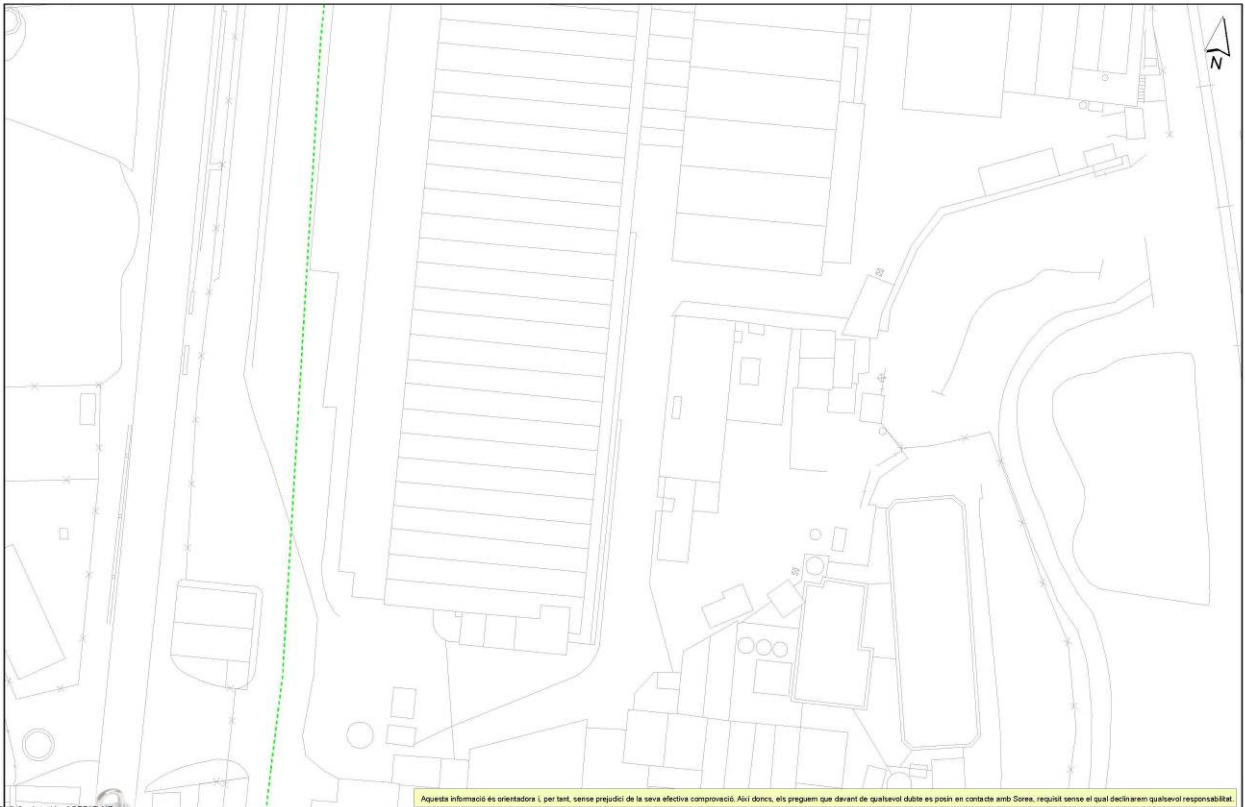 N
Aquesta informació és orientadora i, per tant, sense prejudici de la seva efectiva comprovació. Així doncs, els preguem que davant de qualsevol dubte es posin en contacte amb Sorea, requisit sense el qual declinarem qualsevol responsabilitat.